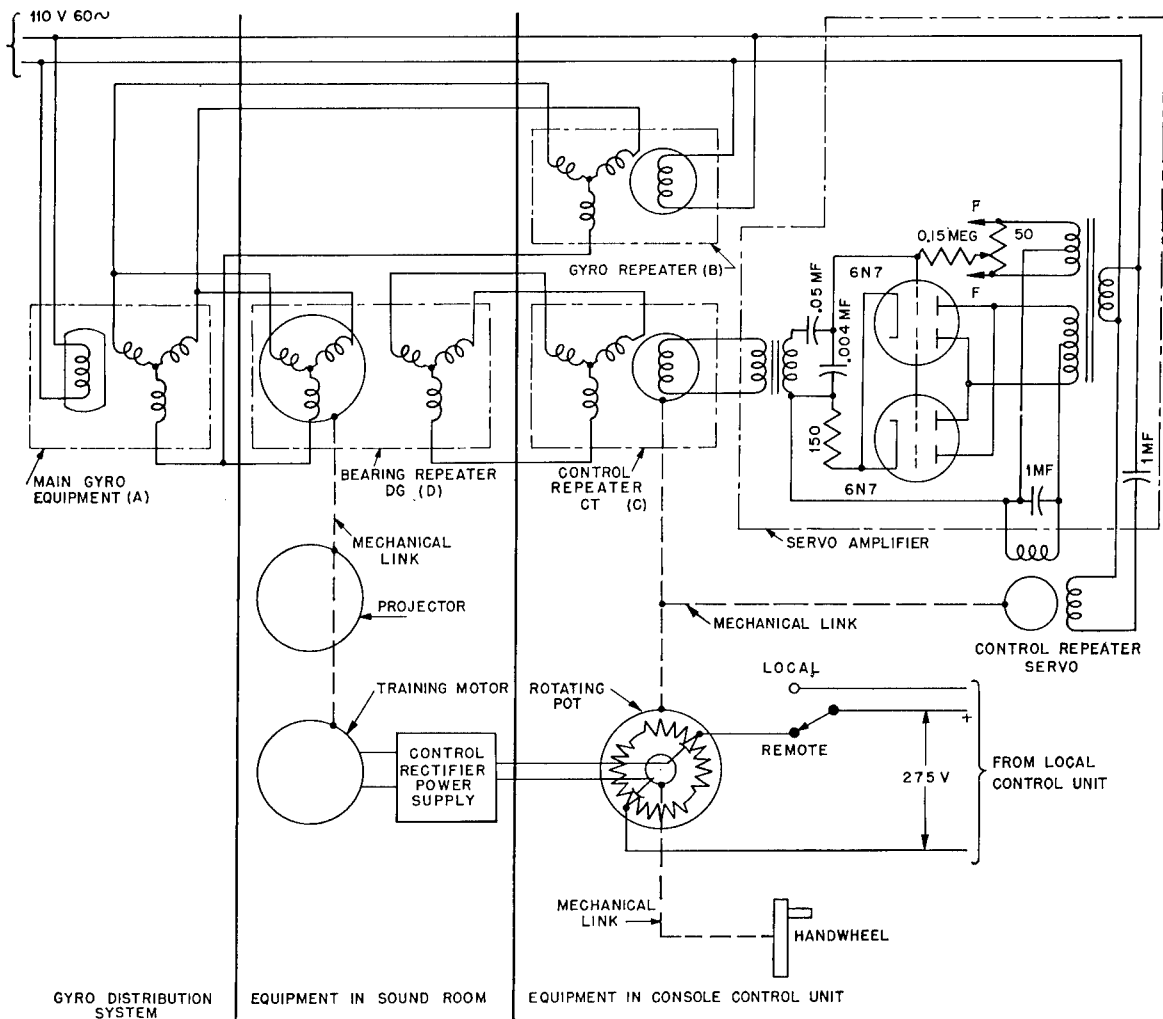 110 V 60~
GYRO REPEATER (B)
F
0.15 MEG
50
6N7
F
.05 MF
.004 MF
150
6N7
1MF
1MF
MAIN GYRO
EQUIPMENT (A)
BEARING REPEATER
DG (D)
CONTROL
REPEATER
CT (C)
SERVO AMPLIFIER
MECHANICAL
LINK
PROJECTOR
MECHANICAL LINK
CONTROL REPEATER
SERVO
TRAINING MOTOR
ROTATING
POT
LOCAL
REMOTE
+
CONTROL
RECTIFIER
POWER
SUPPLY
275 V
FROM LOCAL
CONTROL UNIT
MECHANICAL
LINK
HANDWHEEL
GYRO DISTRIBUTION
SYSTEM
EQUIPMENT IN SOUND ROOM
EQUIPMENT IN CONSOLE CONTROL UNIT